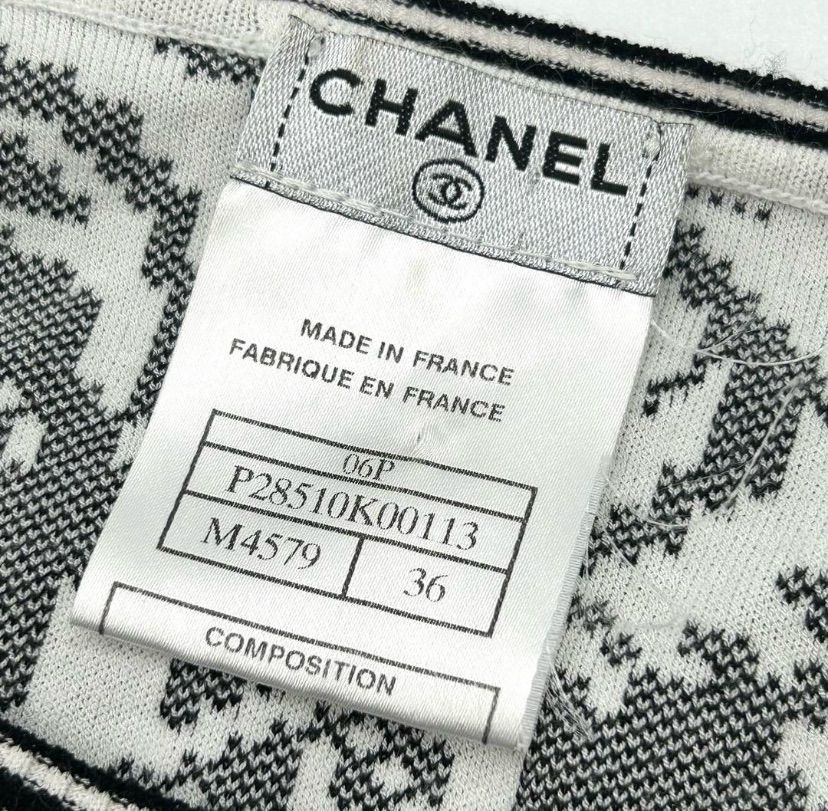 CHANEL
MADE IN FRANCE
FABRIQUE EN FRANCE
06P
P28510K00113
M4579
36
COMPOSITION